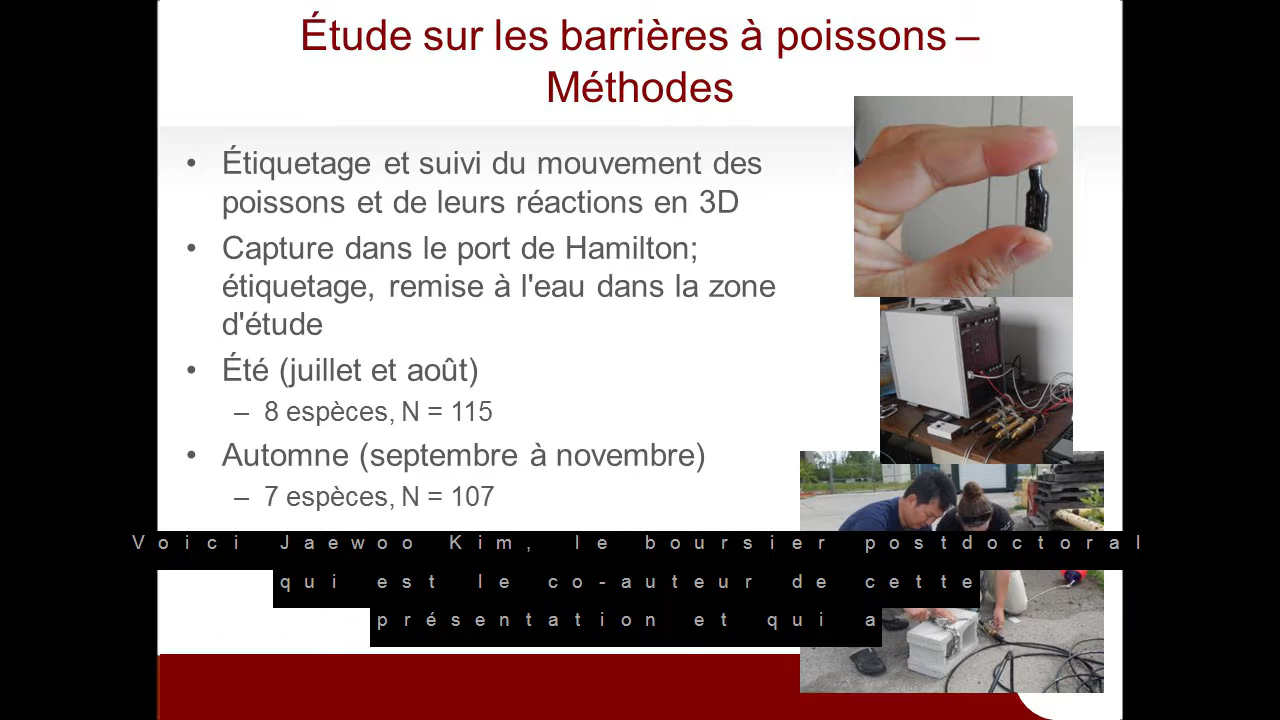 Étude sur les barrières à poissons –
Méthodes
• Étiquetage et suivi du mouvement des
poissons et de leurs réactions en 3D
• Capture dans le port de Hamilton;
étiquetage, remise à l'eau dans la zone
d'étude
• Été (juillet et août)
– 8 espèces, N = 115
• Automne (septembre à novembre)
– 7 espèces, N = 107
Voici Jaewoo Kim, le boursier postdoctoral
qui est le co-auteur de cette
présentation et qui a